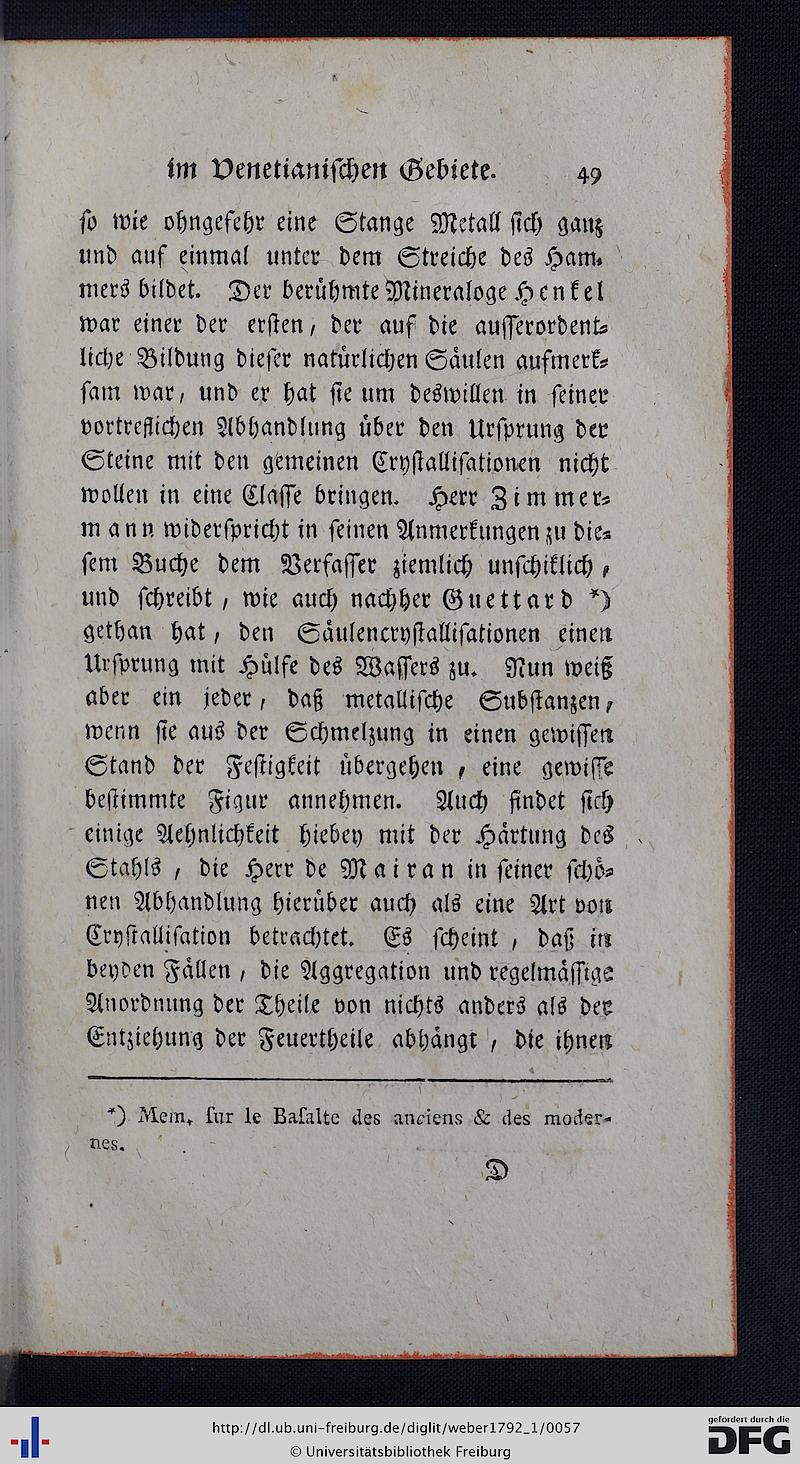 im Venetianiſchen Gebiete. 49
ſo wie ohngefehr eine Stange Metall ſich ganz
und auf einmal unter dem Streiche des Ham-
mers bildet. Der berühmte Mineraloge Henkel
war einer der erſten, der auf die auſſerordent-
liche Bildung dieſer natürlichen Säulen aufmerk-
ſam war, und er hat ſie um deswillen in ſeiner
vortreflichen Abhandlung über den Urſprung der
Steine mit den gemeinen Cryſtalliſationen nicht
wollen in eine Claſſe bringen. Herr Zimmer-
mann widerſpricht in ſeinen Anmerkungen zu die-
ſem Buche dem Verfaſſer ziemlich unſchiklich,
und ſchreibt, wie auch nachher Guettard *)
gethan hat, den Säulencryſtalliſationen einen
Urſprung mit Hülfe des Waſſers zu. Nun weiß
aber ein jeder, daß metalliſche Subſtanzen,
wenn ſie aus der Schmelzung in einen gewiſſen
Stand der Feſtigkeit übergehen, eine gewiſſe
beſtimmte Figur annehmen. Auch findet ſich
einige Aehnlichkeit hiebey mit der Härtung des
Stahls, die Herr de Mairan in ſeiner ſchö-
nen Abhandlung hierüber auch als eine Art von
Cryſtalliſation betrachtet. Es ſcheint, daß in
beyden Fällen, die Aggregation und regelmäſſige
Anordnung der Theile von nichts anders als der
Entziehung der Feuertheile abhängt, die ihnen
*) Mem. ſur le Baſalte des anciens & des moder-
nes.
D
http://dl.ub.uni-freiburg.de/diglit/weber1792_1/0057
© Universitätsbibliothek Freiburg
gefördert durch die
DFG